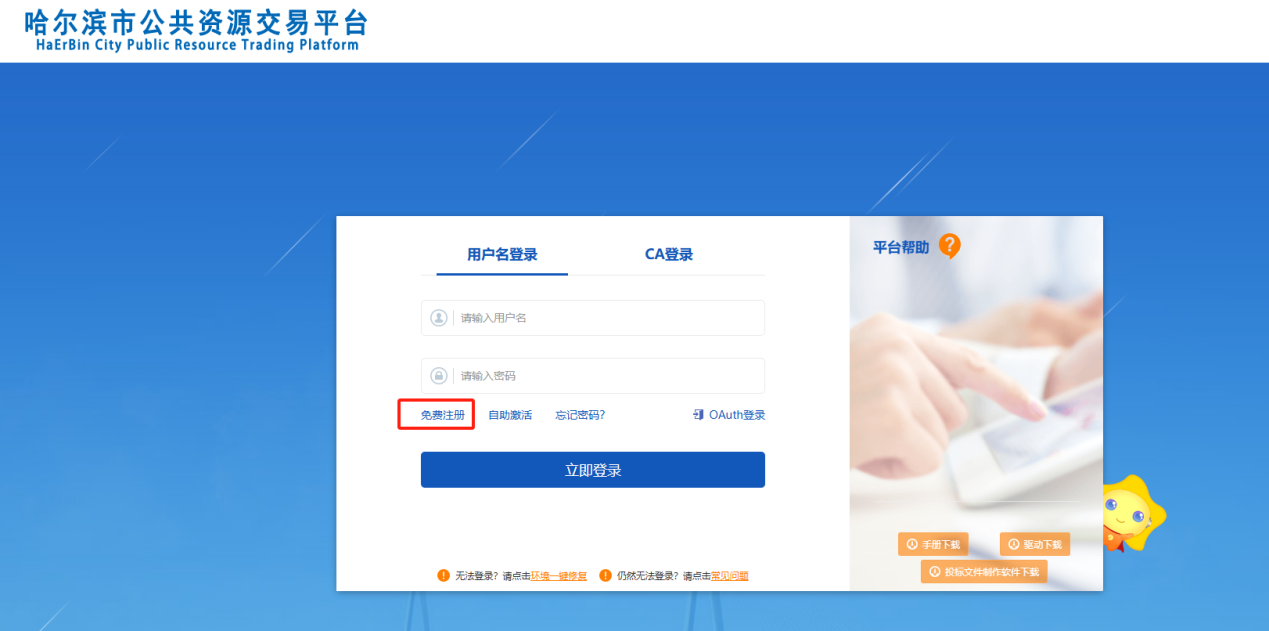 哈尔滨市公共资源交易平台
HaErBin City Public Resource Trading Platform
用户名登录 CA登录
请输入用户名
请输入密码
免费注册 自助激活 忘记密码? OAuth登录
立即登录
无法登录? 请点击环境一键修复 仍然无法登录? 请点击常见问题
平台帮助
手册下载 驱动下载
投标文件制作软件下载